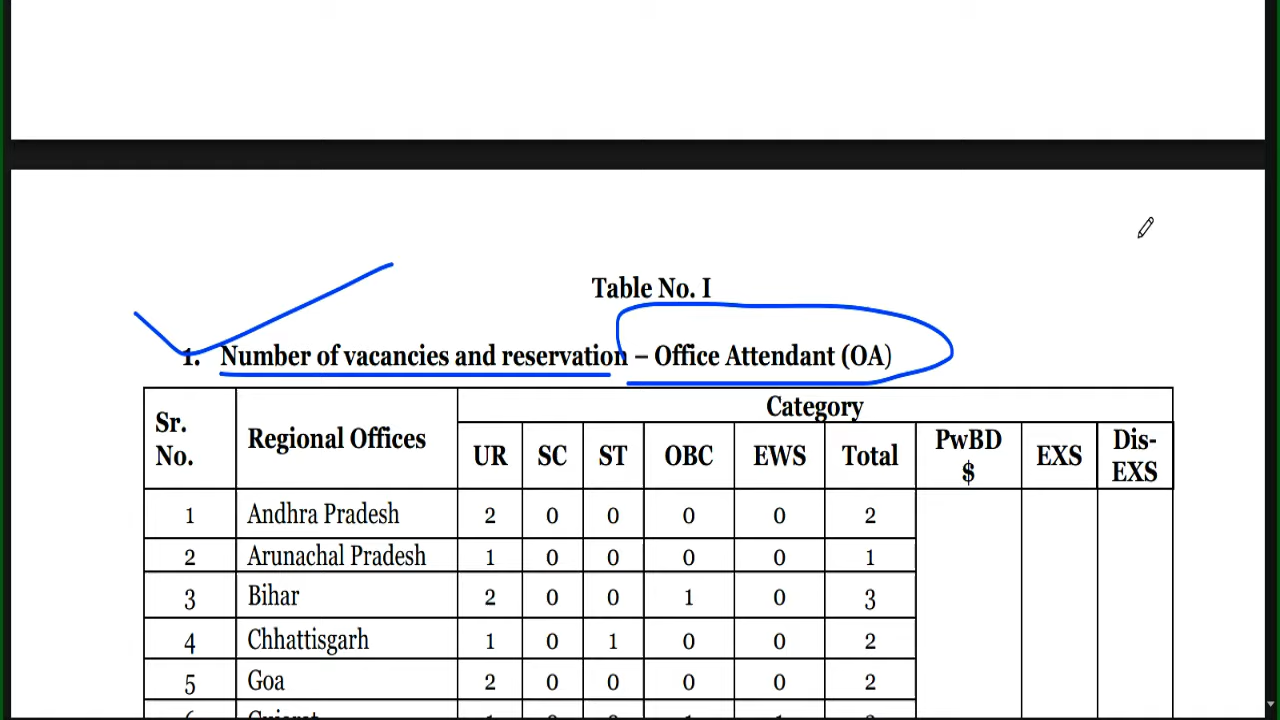 Table No. I
1. Number of vacancies and reservation – Office Attendant (OA)
Sr. No. Regional Offices Category
UR SC ST OBC EWS Total PwBD $ EXS Dis-EXS
1 Andhra Pradesh 2 0 0 0 0 2
2 Arunachal Pradesh 1 0 0 0 0 1
3 Bihar 2 0 0 1 0 3
4 Chhattisgarh 1 0 1 0 0 2
5 Goa 2 0 0 0 0 2